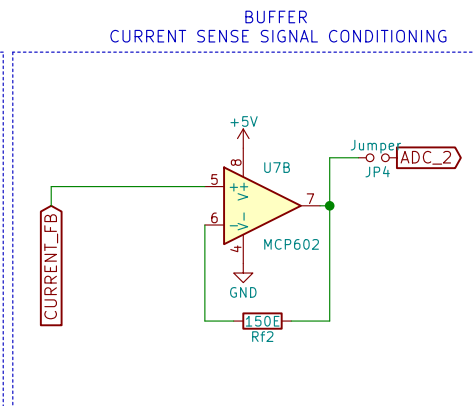 BUFFER
CURRENT SENSE SIGNAL CONDITIONING
+5V
8
U7B
Jumper
ADC_2
JP4
5
+
V+
7
6
-
V-
4
MCP602
CURRENT_FB
GND
150E
Rf2